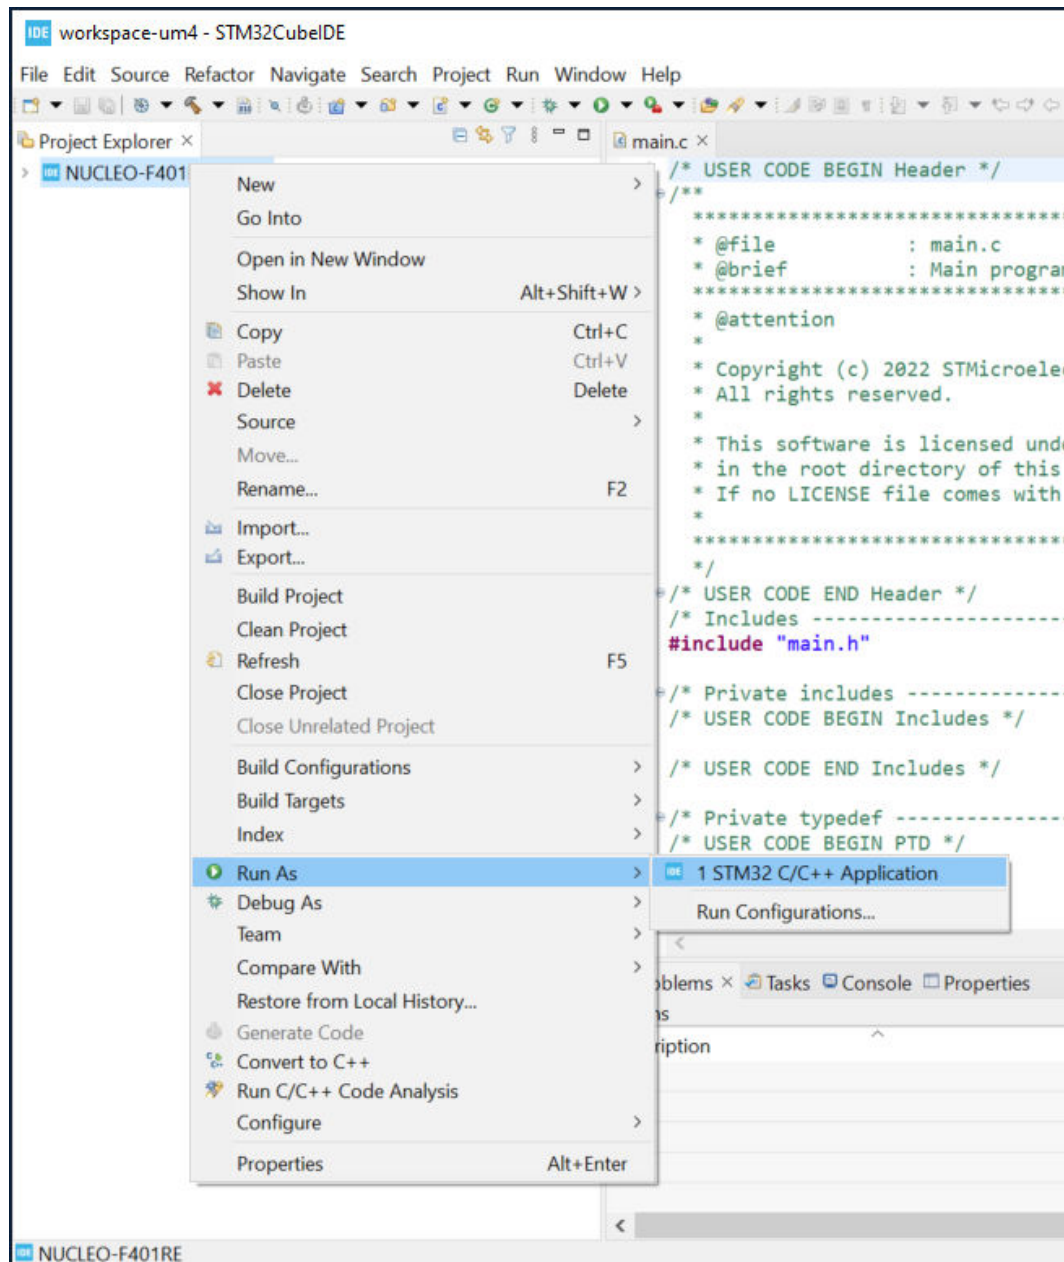 IDE workspace-um4 - STM32CubeIDE
File Edit Source Refactor Navigate Search Project Run Window Help
Project Explorer
main.c
NUCLEO-F401
New
Go Into
Open in New Window
Show In Alt+Shift+W
Copy Ctrl+C
Paste Ctrl+V
Delete Delete
Source
Move...
Rename... F2
Import...
Export...
Build Project
Clean Project
Refresh F5
Close Project
Close Unrelated Project
Build Configurations
Build Targets
Index
Run As
Debug As
Team
Compare With
Restore from Local History...
Generate Code
Convert to C++
Run C/C++ Code Analysis
Configure
Properties Alt+Enter
IDE 1 STM32 C/C++ Application
Run Configurations...
/* USER CODE BEGIN Header */
/**
***********************************
* @file : main.c
* @brief : Main program
***********************************
* @attention
*
* Copyright (c) 2022 STMicroele
* All rights reserved.
*
* This software is licensed und
* in the root directory of this
* If no LICENSE file comes with
*
***********************************
*/
/* USER CODE END Header */
/* Includes ----------------------
#include "main.h"
/* Private includes --------------
/* USER CODE BEGIN Includes */
/* USER CODE END Includes */
/* Private typedef ---------------
/* USER CODE BEGIN PTD */
oblems Tasks Console Properties
ns
ription
NUCLEO-F401RE